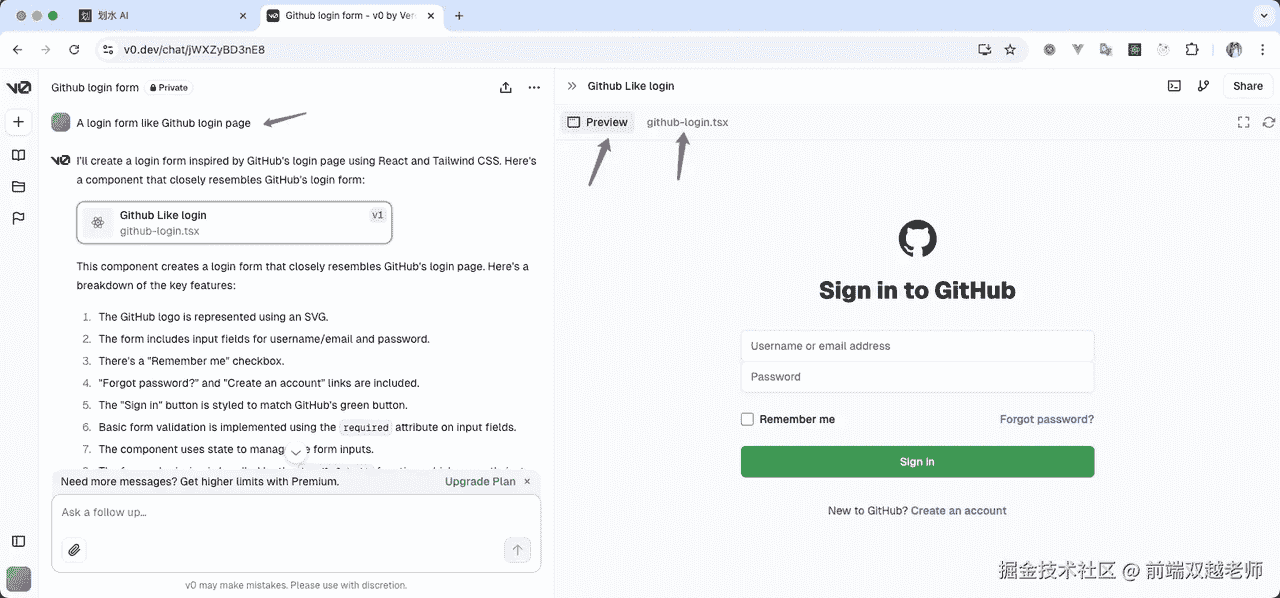 划水 AI
Github login form - v0 by Ver
v0.dev/chat/jWXZyBD3nE8
Github login form
Private
A login form like Github login page
I'll create a login form inspired by GitHub's login page using React and Tailwind CSS. Here's
a component that closely resembles GitHub's login form:
Github Like login
v1
github-login.tsx
This component creates a login form that closely resembles GitHub's login page. Here's a
breakdown of the key features:
1. The GitHub logo is represented using an SVG.
2. The form includes input fields for username/email and password.
3. There's a "Remember me" checkbox.
4. "Forgot password?" and "Create an account" links are included.
5. The "Sign in" button is styled to match GitHub's green button.
6. Basic form validation is implemented using the required attribute on input fields.
7. The component uses state to manag e form inputs.
Need more messages? Get higher limits with Premium.
Upgrade Plan
Ask a follow up...
v0 may make mistakes. Please use with discretion.
Github Like login
Share
Preview
github-login.tsx
Sign in to GitHub
Username or email address
Password
Remember me
Forgot password?
Sign in
New to GitHub? Create an account
掘金技术社区 @ 前端双越老师